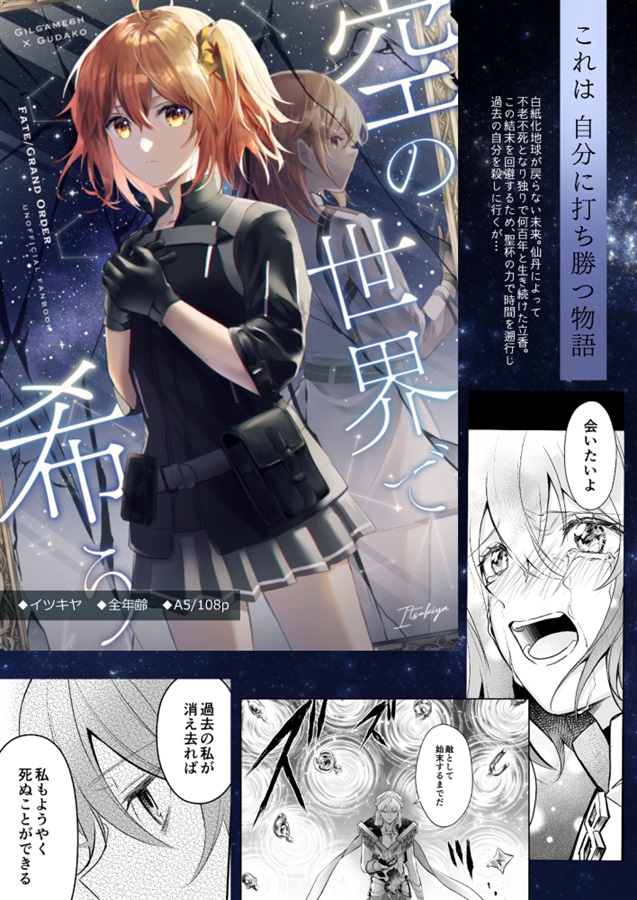 GILGAMESH
× GUDAKO
FATE/GRAND ORDER
UNOFFICIAL FANBOOK
空の世界で
希う
◆イツキヤ ◆全年齢 ◆A5/108p
Itsukiya
これは 自分に打ち勝つ物語
白紙化地球が戻らない未来。仙丹によって
不老不死となり独りで何百年と生き続けた立香。
この結末を回避するため、聖杯の力で時間を遡行し
過去の自分を殺しに行くが…
会いたいよ
敵として
始末するまでだ
ズズ
ズズ
過去の私が
消え去れば
私もようやく
死ぬことができる